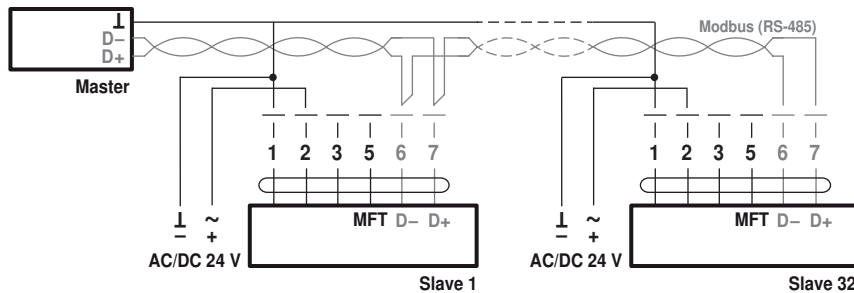 ⊥
D–
D+
Master
Modbus (RS-485)
1 2 3 5 6 7
1 2 3 5 6 7
⊥ ~
– +
AC/DC 24 V
MFT D– D+
Slave 1
⊥ ~
– +
AC/DC 24 V
MFT D– D+
Slave 32